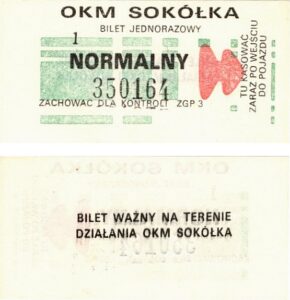 OKM SOKÓŁKA
BILET JEDNORAZOWY
1
NORMALNY
350164
ZACHOWAĆ DLA KONTROLI ZGP 3
TU KASOWAĆ
ZARAZ PO WEJŚCIU
DO POJAZDU
BILET WAŻNY NA TERENIE
DZIAŁANIA OKM SOKÓŁKA